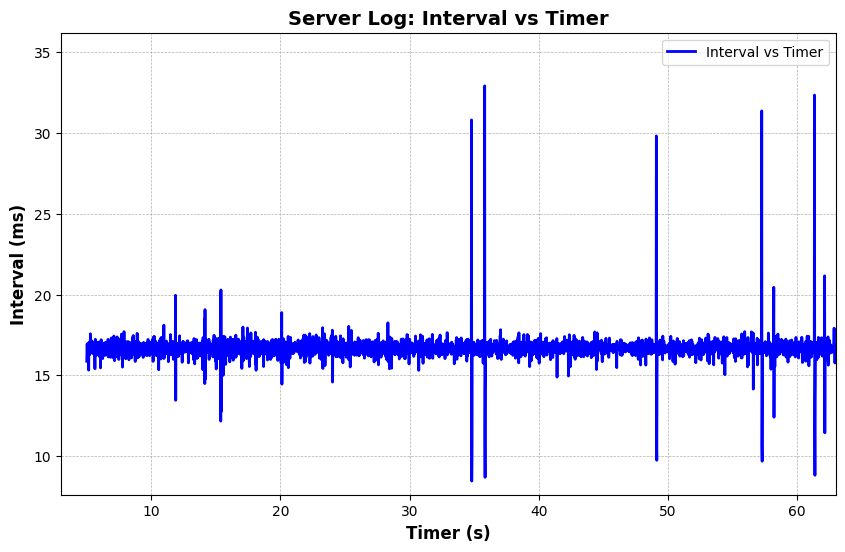 Server Log: Interval vs Timer
Interval vs Timer
Interval (ms)
35
30
25
20
15
10
10 20 30 40 50 60
Timer (s)